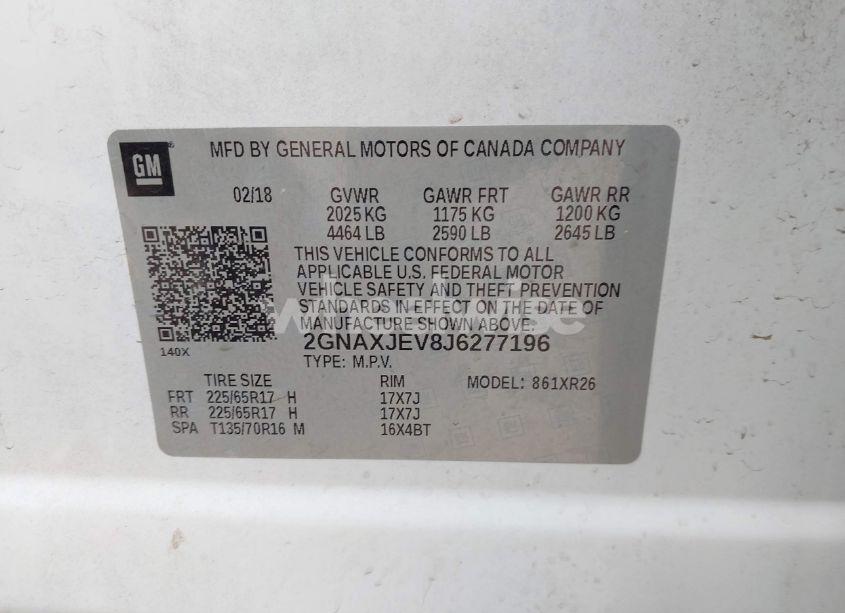 GM
MFD BY GENERAL MOTORS OF CANADA COMPANY
02/18 GVWR GAWR FRT GAWR RR
2025 KG 1175 KG 1200 KG
4464 LB 2590 LB 2645 LB
THIS VEHICLE CONFORMS TO ALL
APPLICABLE U.S. FEDERAL MOTOR
VEHICLE SAFETY AND THEFT PREVENTION
STANDARDS IN EFFECT ON THE DATE OF
MANUFACTURE SHOWN ABOVE.
2GNAXJEV8J6277196
140X
TYPE: M.P.V.
TIRE SIZE RIM MODEL: 861XR26
FRT 225/65R17 H 17X7J
RR 225/65R17 H 17X7J
SPA T135/70R16 M 16X4BT